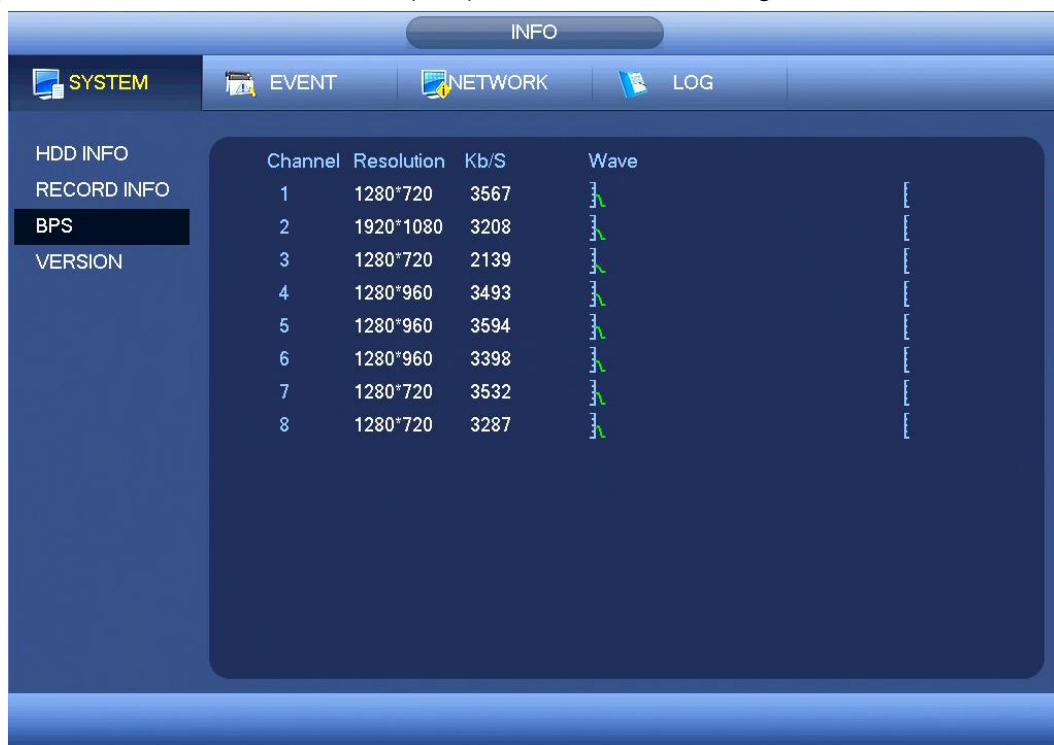 INFO
SYSTEM EVENT NETWORK LOG
HDD INFO
RECORD INFO
BPS
VERSION
Channel Resolution Kb/S Wave
1 1280*720 3567
2 1920*1080 3208
3 1280*720 2139
4 1280*960 3493
5 1280*960 3594
6 1280*960 3398
7 1280*720 3532
8 1280*720 3287